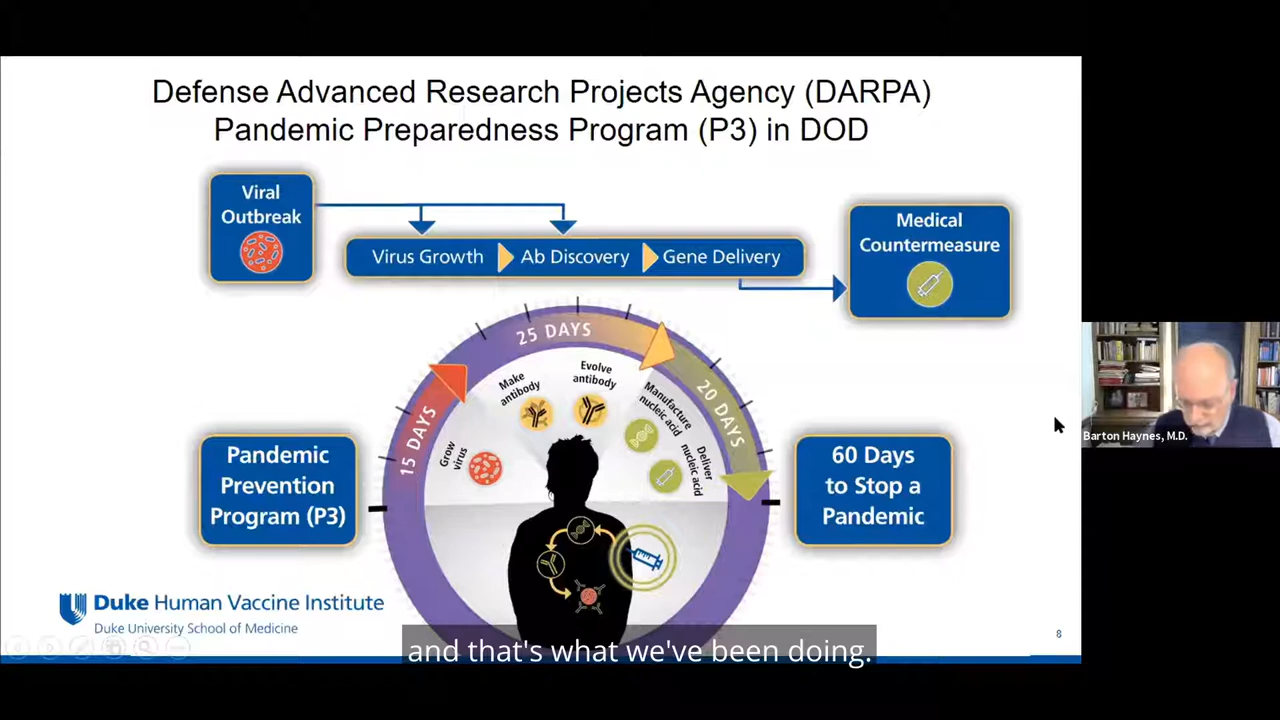 Defense Advanced Research Projects Agency (DARPA)
Pandemic Preparedness Program (P3) in DOD
Viral
Outbreak
Virus Growth
Ab Discovery
Gene Delivery
Medical
Countermeasure
15 DAYS
25 DAYS
20 DAYS
Grow
virus
Make
antibody
Evolve
antibody
Manufacture
nucleic acid
Deliver
nucleic acid
Pandemic
Prevention
Program (P3)
60 Days
to Stop a
Pandemic
Duke Human Vaccine Institute
Duke University School of Medicine
8
and that's what we've been doing.
Barton Haynes, M.D.